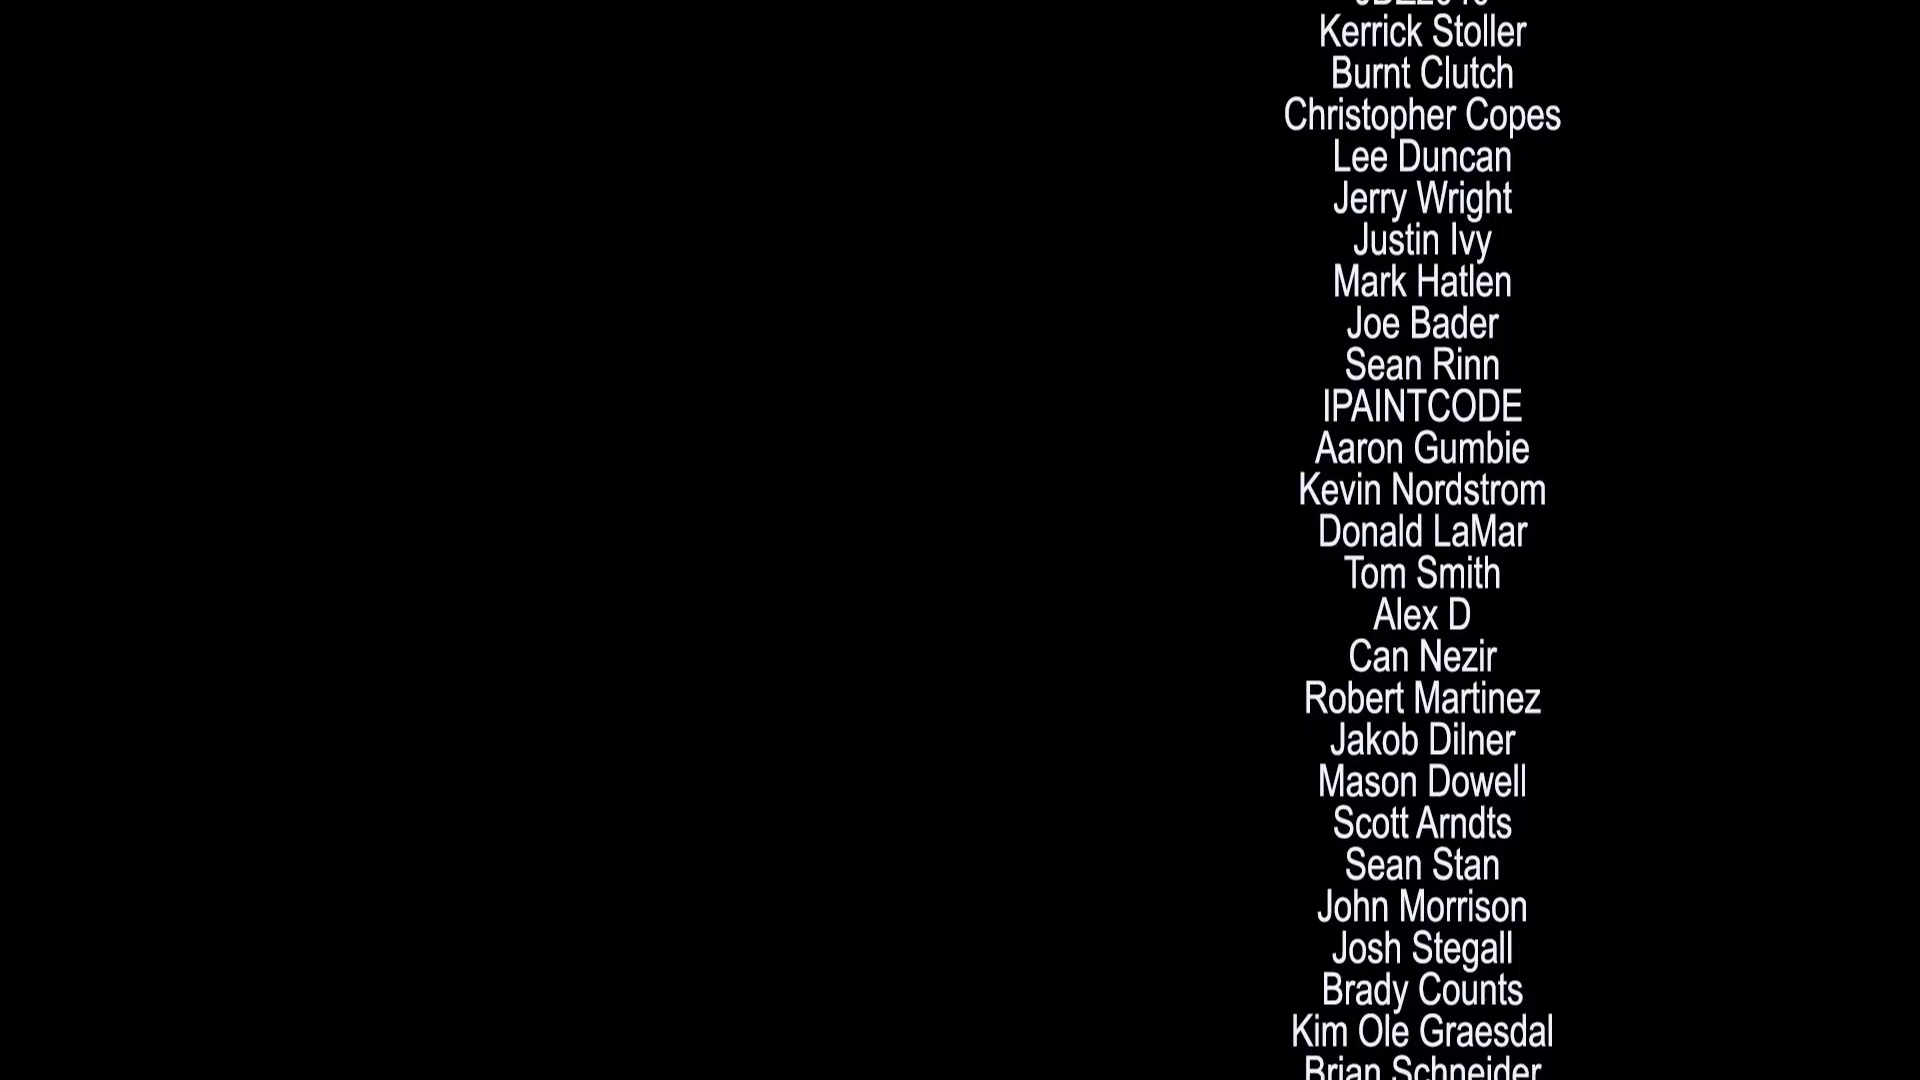 Kerrick Stoller
Burnt Clutch
Christopher Copes
Lee Duncan
Jerry Wright
Justin Ivy
Mark Hatlen
Joe Bader
Sean Rinn
IPAINTCODE
Aaron Gumbie
Kevin Nordstrom
Donald LaMar
Tom Smith
Alex D
Can Nezir
Robert Martinez
Jakob Dilner
Mason Dowell
Scott Arndts
Sean Stan
John Morrison
Josh Stegall
Brady Counts
Kim Ole Graesdal
Brian Schneider